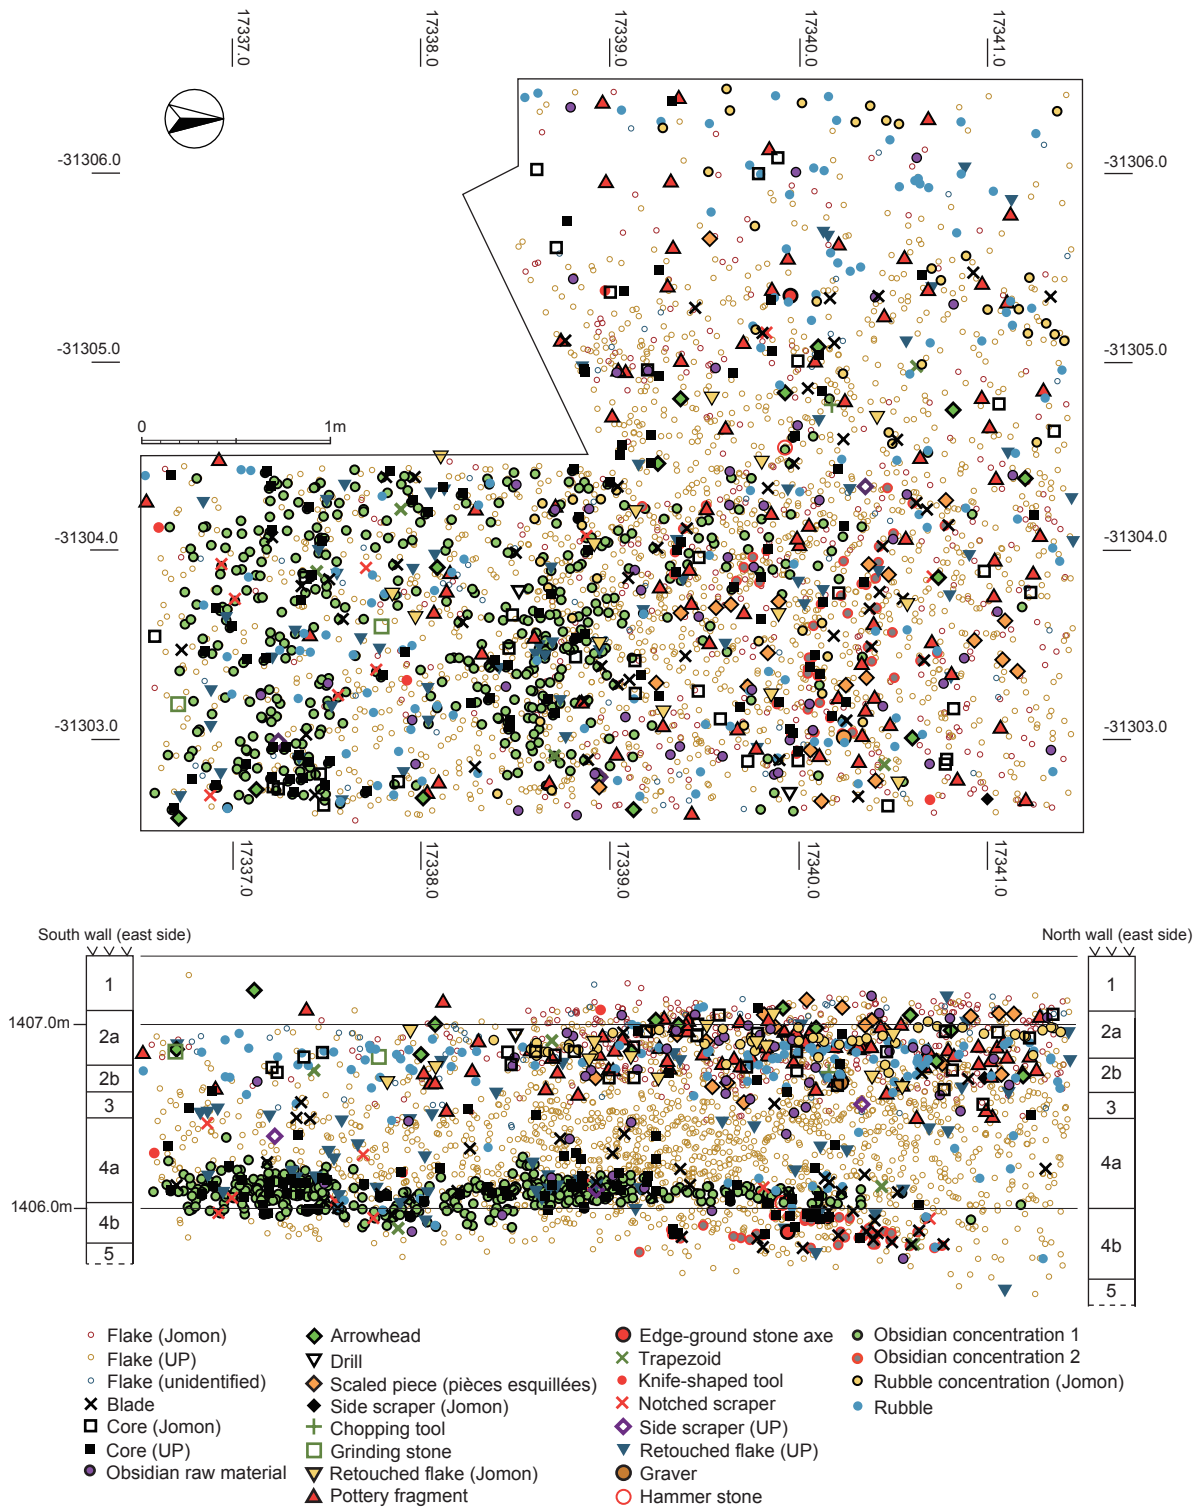 17337.0 17338.0 17339.0 17340.0 17341.0
-31306.0 -31306.0
-31305.0 -31305.0
0 1m
-31304.0 -31304.0
-31303.0 -31303.0
17337.0 17338.0 17339.0 17340.0 17341.0
South wall (east side) North wall (east side)
1 1
1407.0m
2a 2a
2b 2b
3 3
4a 4a
1406.0m
4b 4b
5 5
Flake (Jomon)
Flake (UP)
Flake (unidentified)
Blade
Core (Jomon)
Core (UP)
Obsidian raw material
Arrowhead
Drill
Scaled piece (pièces esquillées)
Side scraper (Jomon)
Chopping tool
Grinding stone
Retouched flake (Jomon)
Pottery fragment
Edge-ground stone axe
Trapezoid
Knife-shaped tool
Notched scraper
Side scraper (UP)
Retouched flake (UP)
Graver
Hammer stone
Obsidian concentration 1
Obsidian concentration 2
Rubble concentration (Jomon)
Rubble